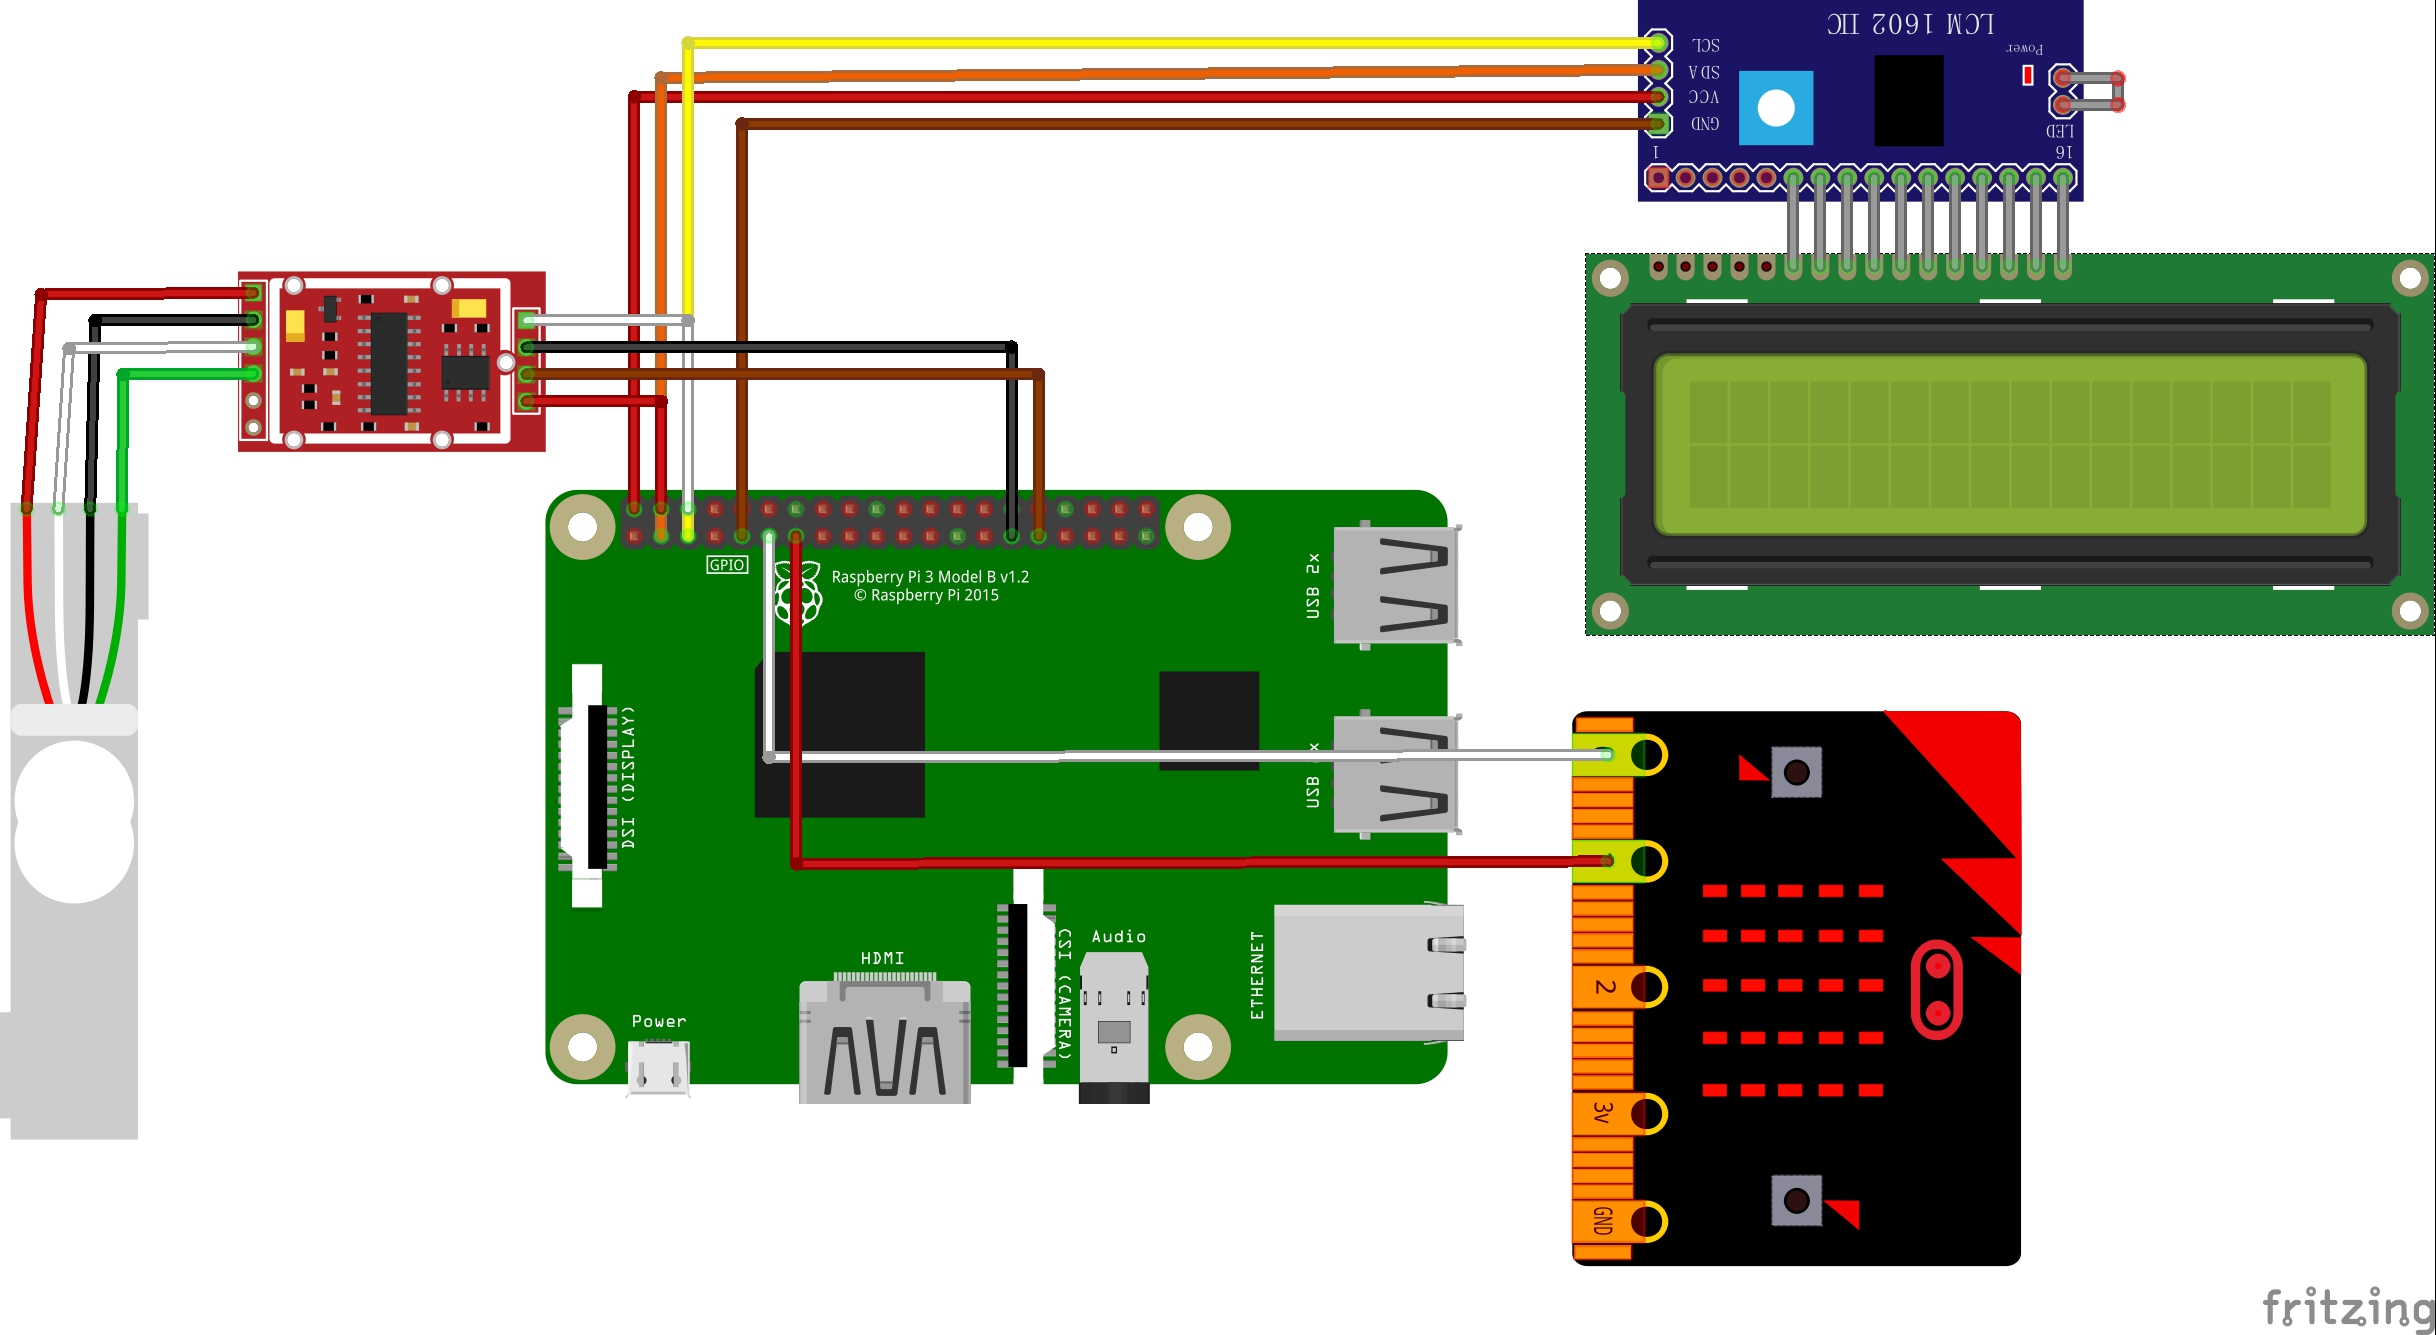 LCM 1602 IIC
SCL
SDA
VCC
GND
Power
LED
1
16
GPIO
Raspberry Pi 3 Model B v1.2
© Raspberry Pi 2015
USB 2x
USB x
DSI (DISPLAY)
HDMI
CSI (CAMERA)
Audio
ETHERNET
Power
2
3v
GND
fritzing